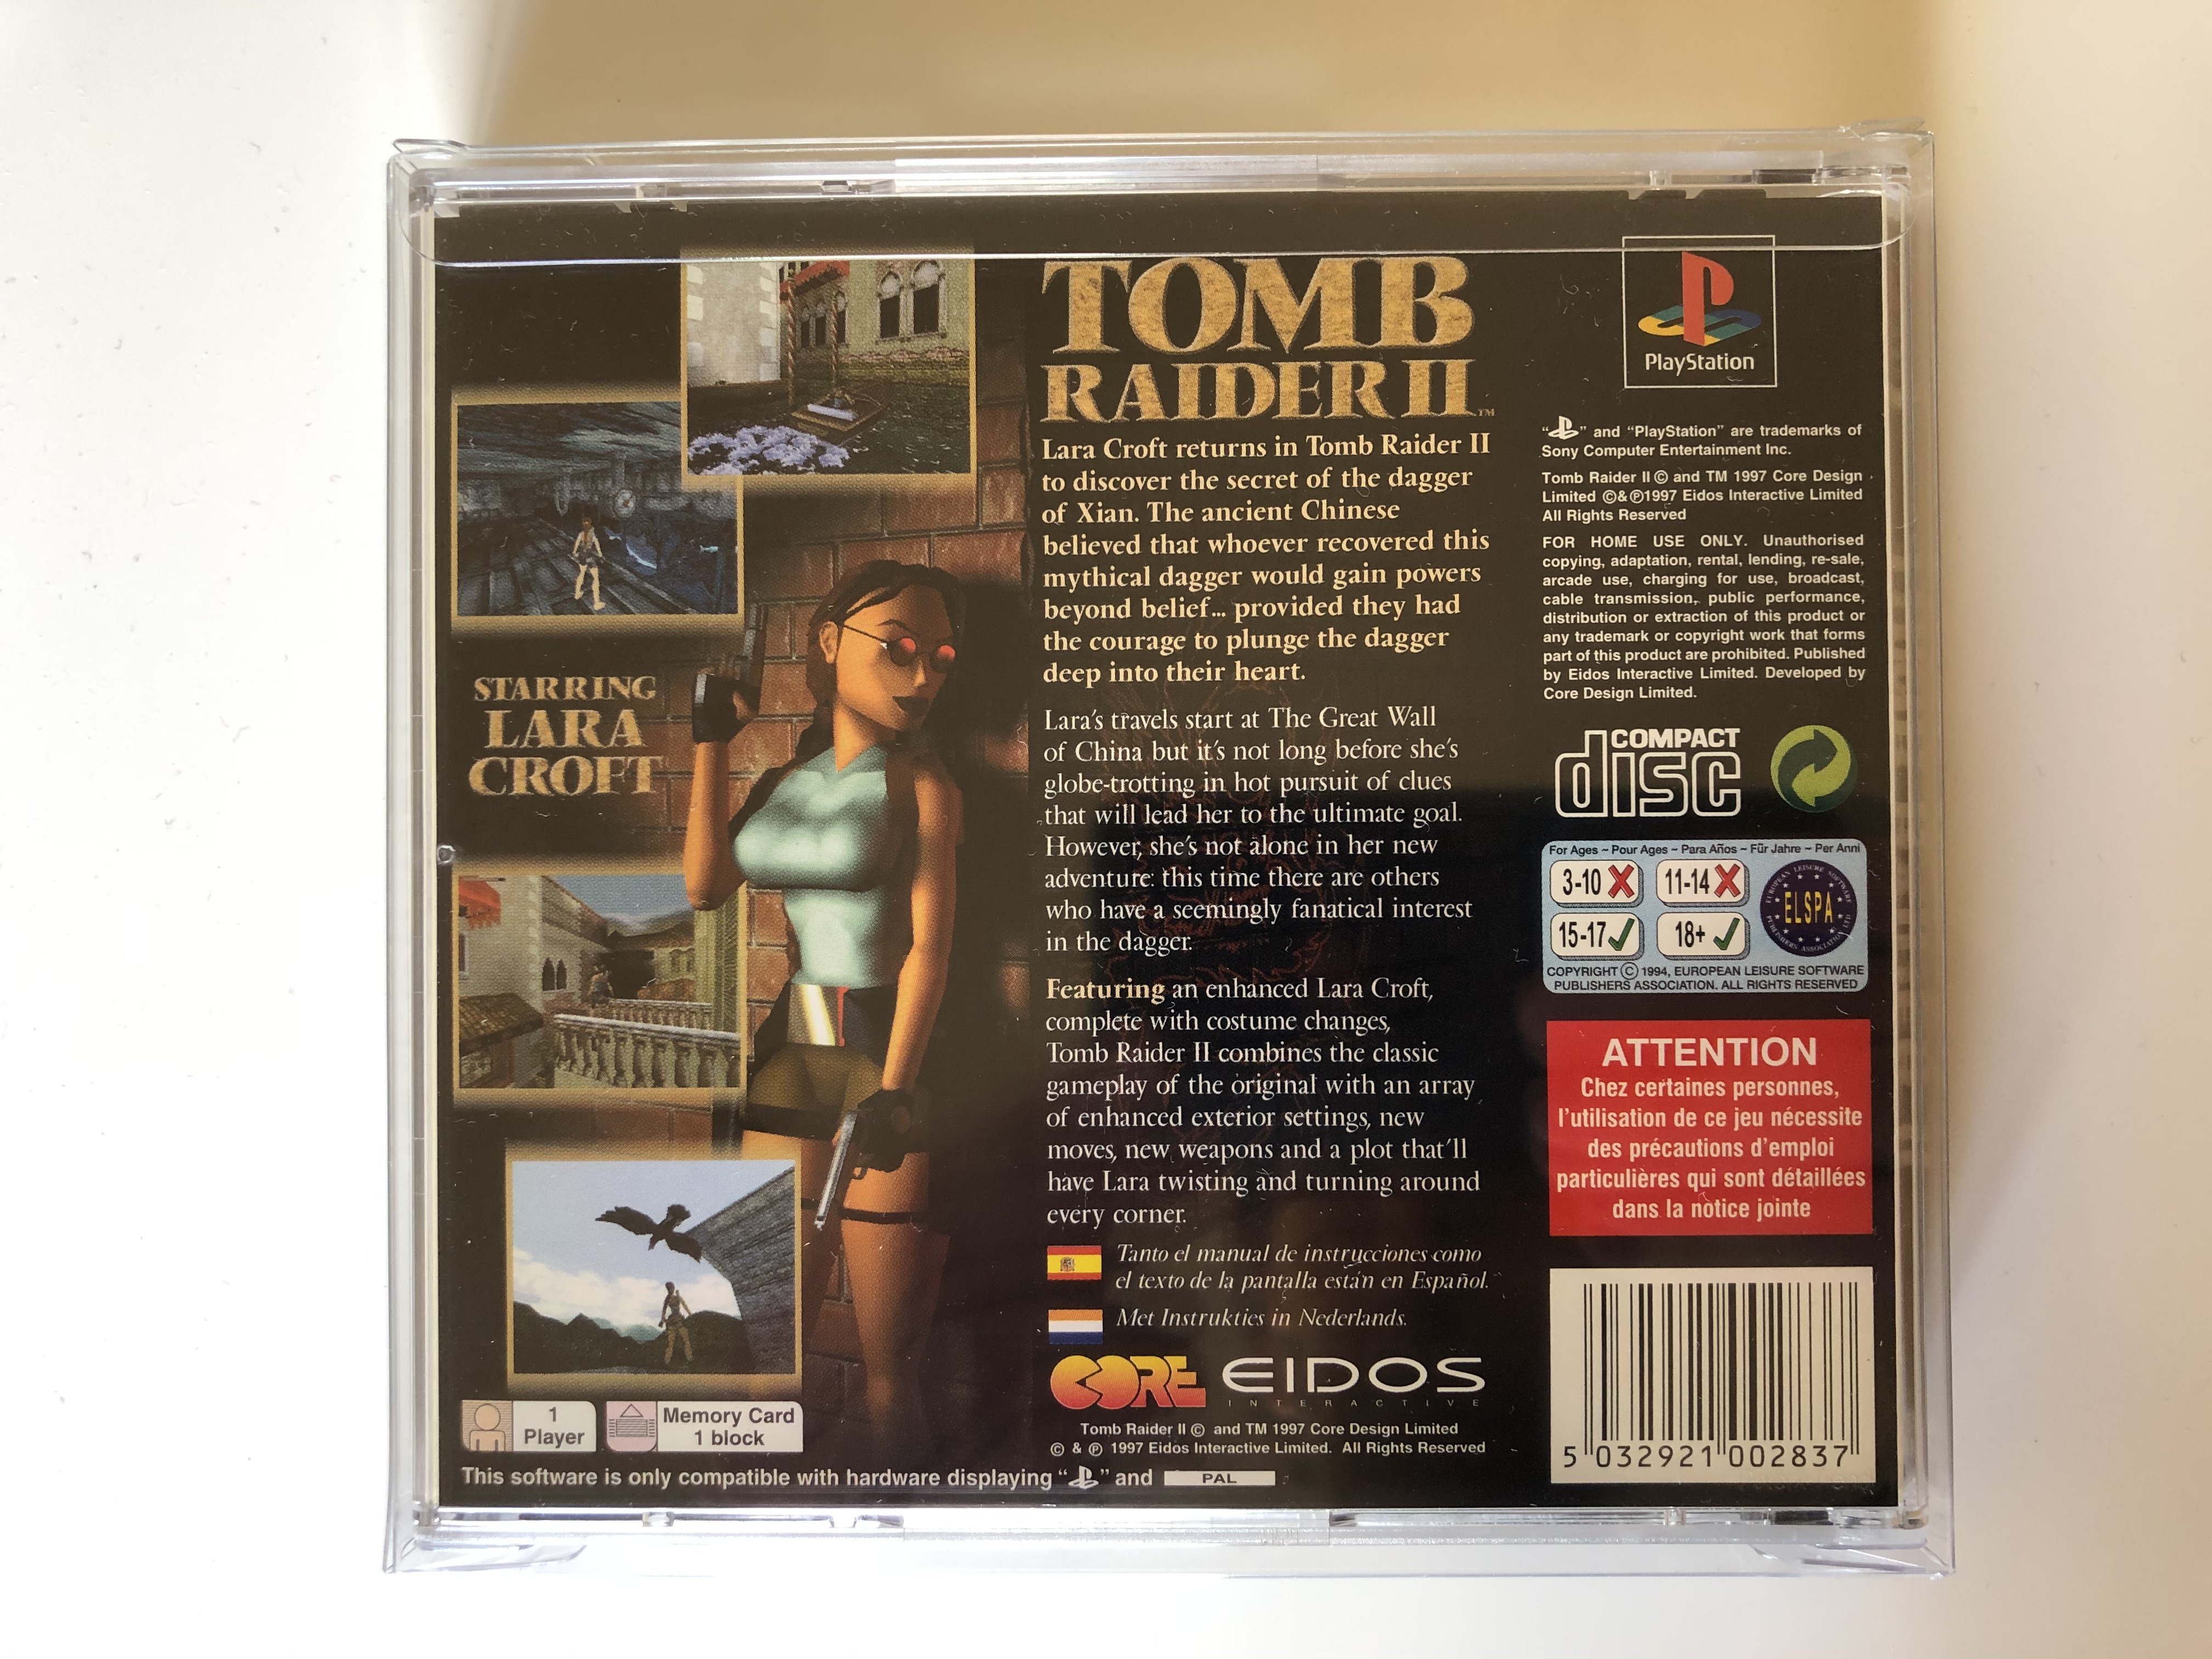 TOMB
RAIDER II™
Lara Croft returns in Tomb Raider II
to discover the secret of the dagger
of Xian. The ancient Chinese
believed that whoever recovered this
mythical dagger would gain powers
beyond belief... provided they had
the courage to plunge the dagger
deep into their heart.
Lara's travels start at The Great Wall
of China but it's not long before she's
globe-trotting in hot pursuit of clues
that will lead her to the ultimate goal.
However, she's not alone in her new
adventure: this time there are others
who have a seemingly fanatical interest
in the dagger.
Featuring an enhanced Lara Croft,
complete with costume changes,
Tomb Raider II combines the classic
gameplay of the original with an array
of enhanced exterior settings, new
moves, new weapons and a plot that'll
have Lara twisting and turning around
every corner.
Tanto el manual de instrucciones como
el texto de la pantalla están en Español.
Met Instrukties in Nederlands.
CORE EIDOS
INTERACTIVE
Tomb Raider II © and TM 1997 Core Design Limited
© & ℗ 1997 Eidos Interactive Limited. All Rights Reserved
STARRING
LARA
CROFT
1
Player
Memory Card
1 block
This software is only compatible with hardware displaying "PS" and PAL
PlayStation
"PS" and "PlayStation" are trademarks of
Sony Computer Entertainment Inc.
Tomb Raider II © and TM 1997 Core Design
Limited ©&℗1997 Eidos Interactive Limited
All Rights Reserved
FOR HOME USE ONLY. Unauthorised
copying, adaptation, rental, lending, re-sale,
arcade use, charging for use, broadcast,
cable transmission, public performance,
distribution or extraction of this product or
any trademark or copyright work that forms
part of this product are prohibited. Published
by Eidos Interactive Limited. Developed by
Core Design Limited.
COMPACT
disc
For Ages ~ Pour Ages ~ Para Años ~ Für Jahre ~ Per Anni
3-10 11-14
15-17 18+
EUROPEAN LEISURE SOFTWARE PUBLISHERS ASSOCIATION LTD
ELSPA
COPYRIGHT © 1994, EUROPEAN LEISURE SOFTWARE
PUBLISHERS ASSOCIATION. ALL RIGHTS RESERVED
ATTENTION
Chez certaines personnes,
l'utilisation de ce jeu nécessite
des précautions d'emploi
particulières qui sont détaillées
dans la notice jointe
5 032921 002837